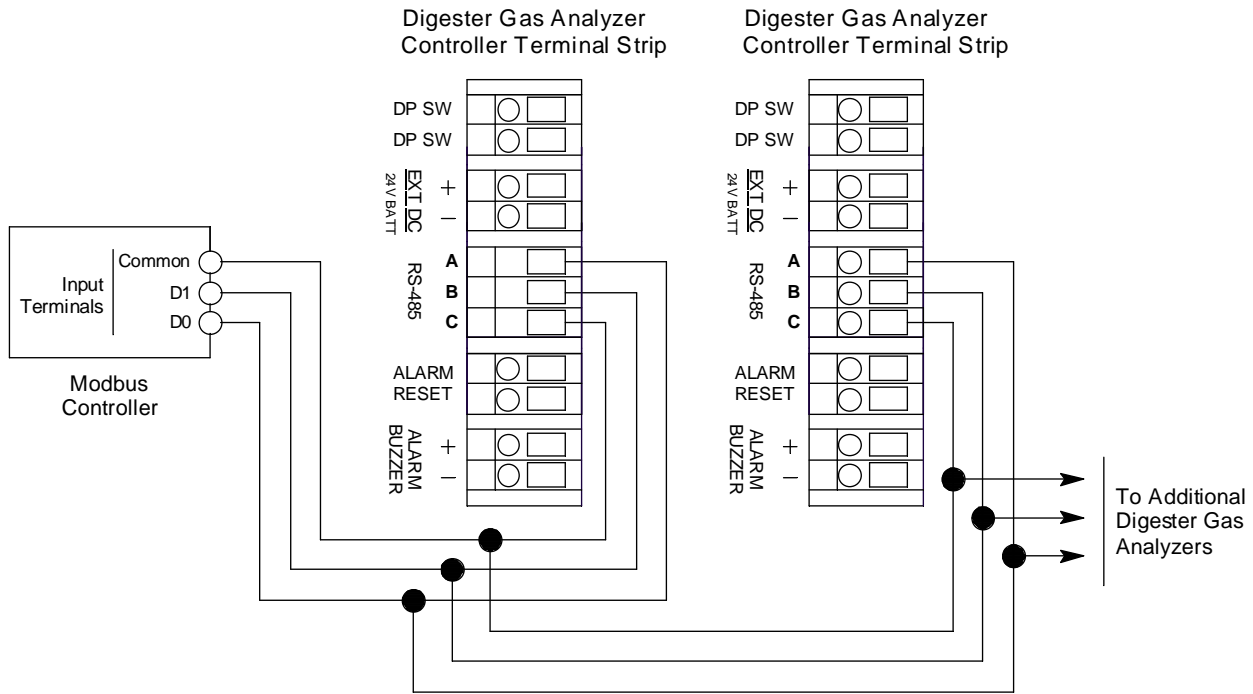 Digester Gas Analyzer
Controller Terminal Strip
Digester Gas Analyzer
Controller Terminal Strip
DP SW
DP SW
EXT DC
24V BATT
+
−
A
B
C
RS-485
ALARM
RESET
ALARM
BUZZER
+
−
DP SW
DP SW
EXT DC
24V BATT
+
−
A
B
C
RS-485
ALARM
RESET
ALARM
BUZZER
+
−
Input
Terminals
Common
D1
D0
Modbus
Controller
To Additional
Digester Gas
Analyzers